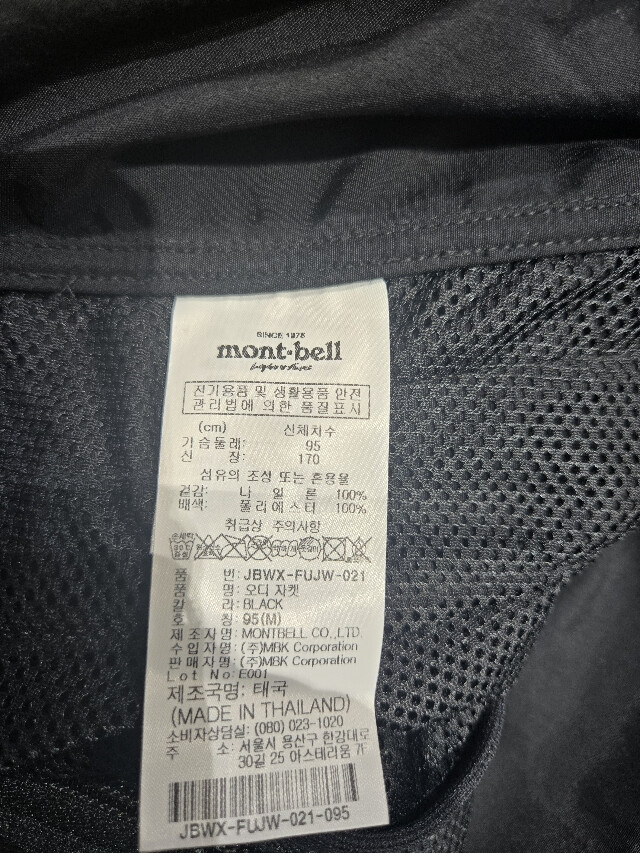 SINCE 1975
mont·bell
전기용품 및 생활용품 안전
관리법에 의한 품질표시
(cm) 신체치수
가슴둘레: 95
신 장: 170
섬유의 조성 또는 혼용율
겉감: 나 일 론 100%
배색: 폴리에스터 100%
취급상 주의사항
손세탁
품 번: JBWX-FUJW-021
품 명: 오디 자켓
칼 라: BLACK
호 칭: 95(M)
제 조 자 명: MONTBELL CO.,LTD.
수 입 자 명: (주)MBK Corporation
판 매 자 명: (주)MBK Corporation
Lot No: E001
제조국명: 태국
(MADE IN THAILAND)
소비자상담실: (080) 023-1020
주 소: 서울시 용산구 한강대로
30길 25 아스테리움 7F
JBWX-FUJW-021-095